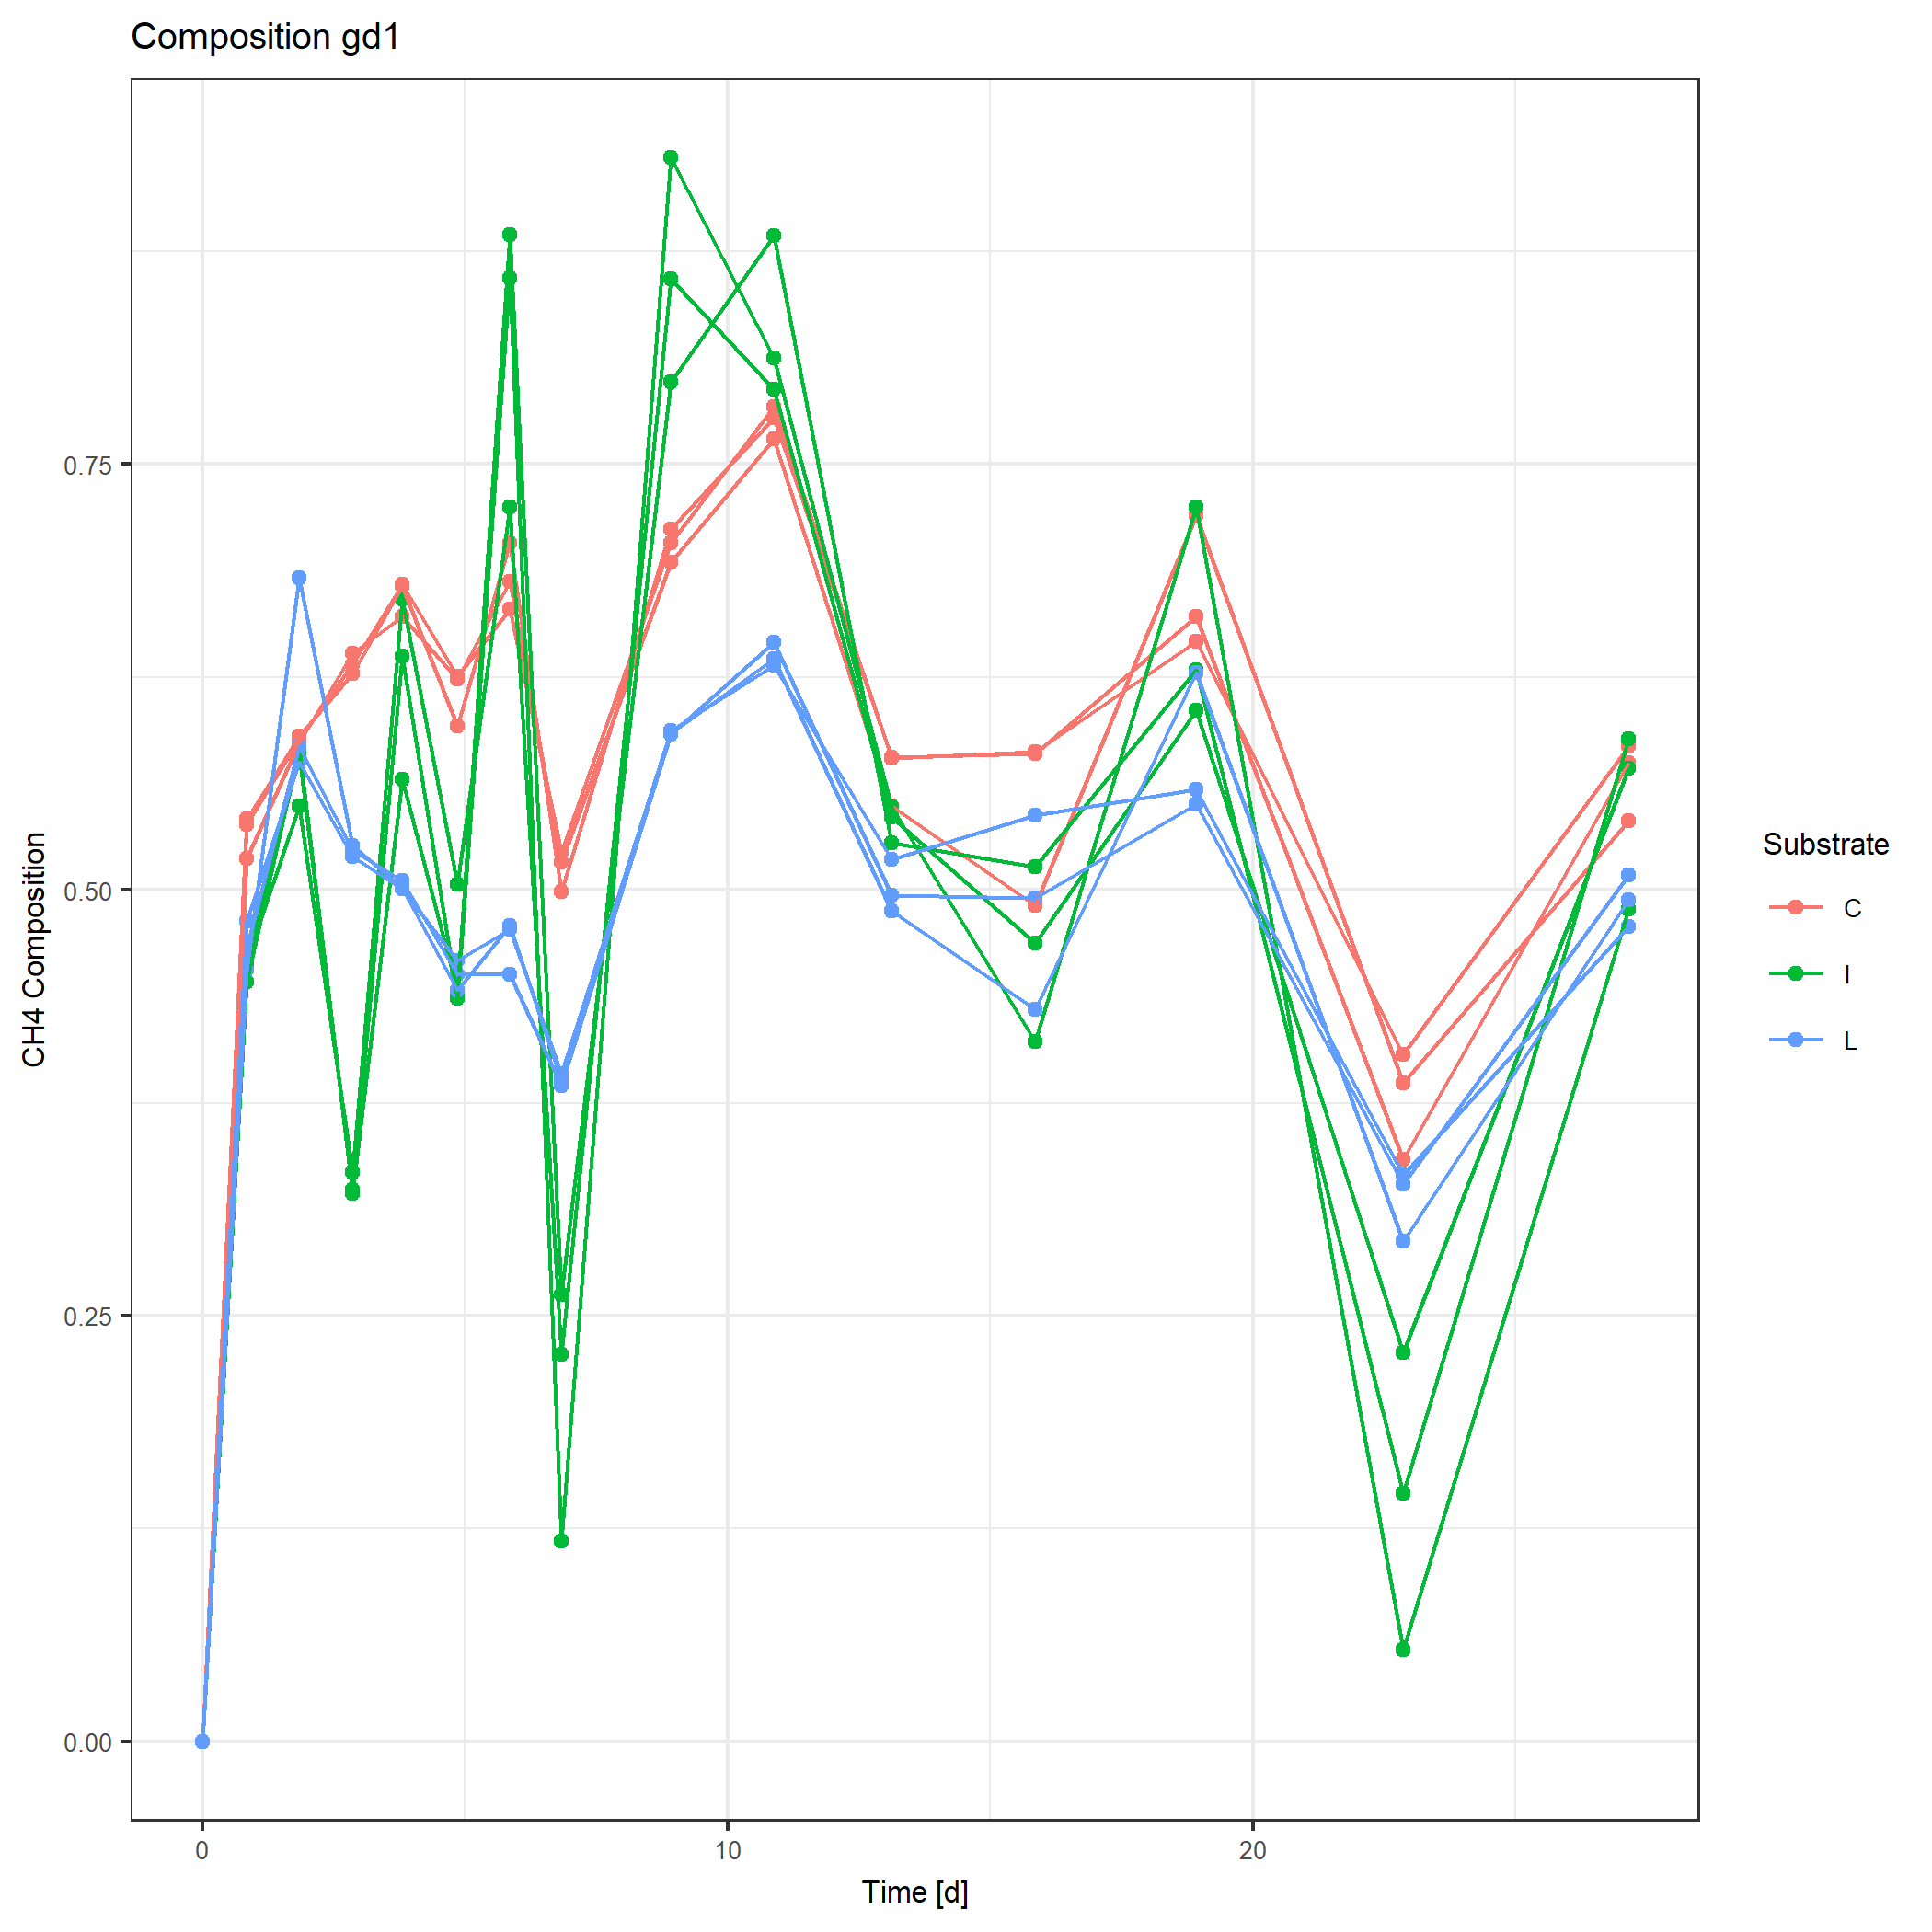 Composition gd1
CH4 Composition
0.75
0.50
0.25
0.00
0
10
20
Time [d]
Substrate
C
I
L